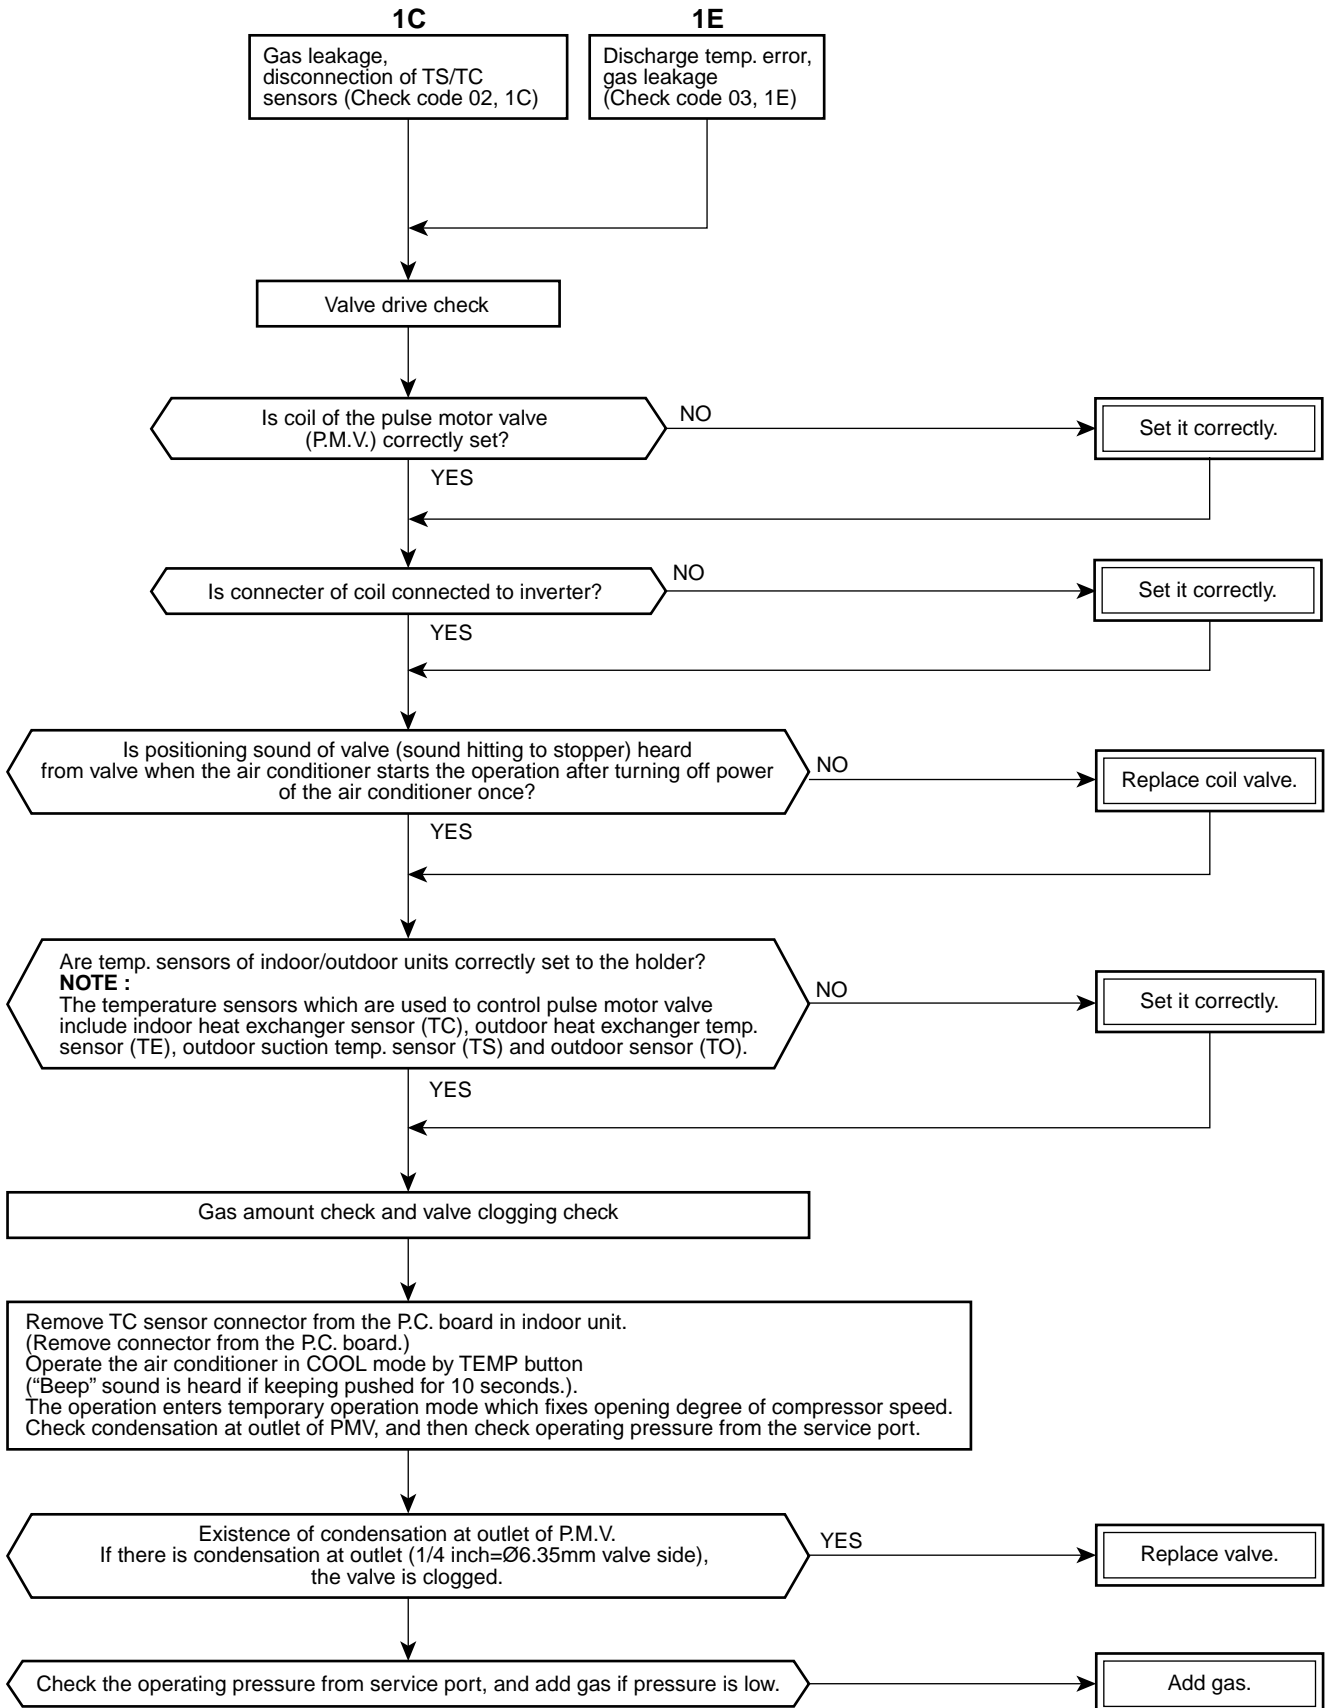 1C
1E
Gas leakage,
disconnection of TS/TC
sensors (Check code 02, 1C)
Discharge temp. error,
gas leakage
(Check code 03, 1E)
Valve drive check
Is coil of the pulse motor valve
(P.M.V.) correctly set?
NO
Set it correctly.
YES
Is connecter of coil connected to inverter?
NO
Set it correctly.
YES
Is positioning sound of valve (sound hitting to stopper) heard
from valve when the air conditioner starts the operation after turning off power
of the air conditioner once?
NO
Replace coil valve.
YES
Are temp. sensors of indoor/outdoor units correctly set to the holder?
NOTE :
The temperature sensors which are used to control pulse motor valve
include indoor heat exchanger sensor (TC), outdoor heat exchanger temp.
sensor (TE), outdoor suction temp. sensor (TS) and outdoor sensor (TO).
NO
Set it correctly.
YES
Gas amount check and valve clogging check
Remove TC sensor connector from the P.C. board in indoor unit.
(Remove connector from the P.C. board.)
Operate the air conditioner in COOL mode by TEMP button
(“Beep” sound is heard if keeping pushed for 10 seconds.).
The operation enters temporary operation mode which fixes opening degree of compressor speed.
Check condensation at outlet of PMV, and then check operating pressure from the service port.
Existence of condensation at outlet of P.M.V.
If there is condensation at outlet (1/4 inch=Ø6.35mm valve side),
the valve is clogged.
YES
Replace valve.
Check the operating pressure from service port, and add gas if pressure is low.
Add gas.